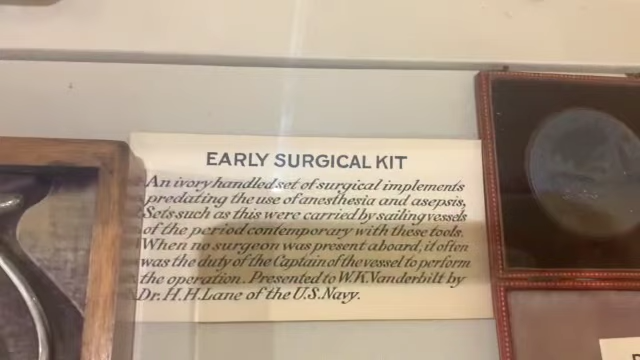 EARLY SURGICAL KIT
An ivory handled set of surgical implements
predating the use of anesthesia and asepsis,
Sets such as this were carried by sailing vessels
of the period contemporary with these tools.
When no surgeon was present aboard, it often
was the duty of the Captain of the vessel to perform
the operation. Presented to W.K.Vanderbilt by
Dr. H.H. Lane of the U.S. Navy.